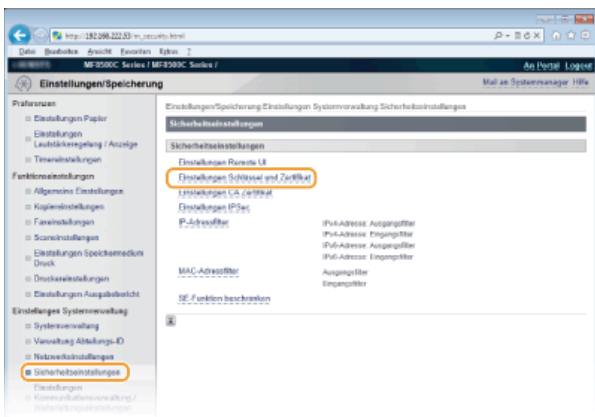 http://192.168.222.53/m_security.html
Datei Bearbeiten Ansicht Favoriten Extras ?
MF8500C Series / MF8500C Series /
An Portal Logout
Einstellungen/Speicherung
Mail an Systemmanager Hilfe
Präferenzen
Einstellungen Papier
Einstellungen
Lautstärkeregelung / Anzeige
Timereinstellungen
Funktionseinstellungen
Allgemeine Einstellungen
Kopiereinstellungen
Faxeinstellungen
Scaneinstellungen
Einstellungen Speichermedium
Druck
Druckereinstellungen
Einstellungen Ausgabebericht
Einstellungen Systemverwaltung
Systemverwaltung
Verwaltung Abteilungs-ID
Netzwerkeinstellungen
Sicherheitseinstellungen
Einstellungen
Kommunikationsverwaltung /
Weiterleitungseinstellungen
Einstellungen/Speicherung:Einstellungen Systemverwaltung:Sicherheitseinstellungen
Sicherheitseinstellungen
Sicherheitseinstellungen
Einstellungen Remote UI
Einstellungen Schlüssel und Zertifikat
Einstellungen CA Zertifikat
Einstellungen IPSec
IP-Adressfilter
IPv4-Adresse: Ausgangsfilter
IPv4-Adresse: Eingangsfilter
IPv6-Adresse: Ausgangsfilter
IPv6-Adresse: Eingangsfilter
MAC-Adressfilter
Ausgangsfilter
Eingangsfilter
SE-Funktion beschränken